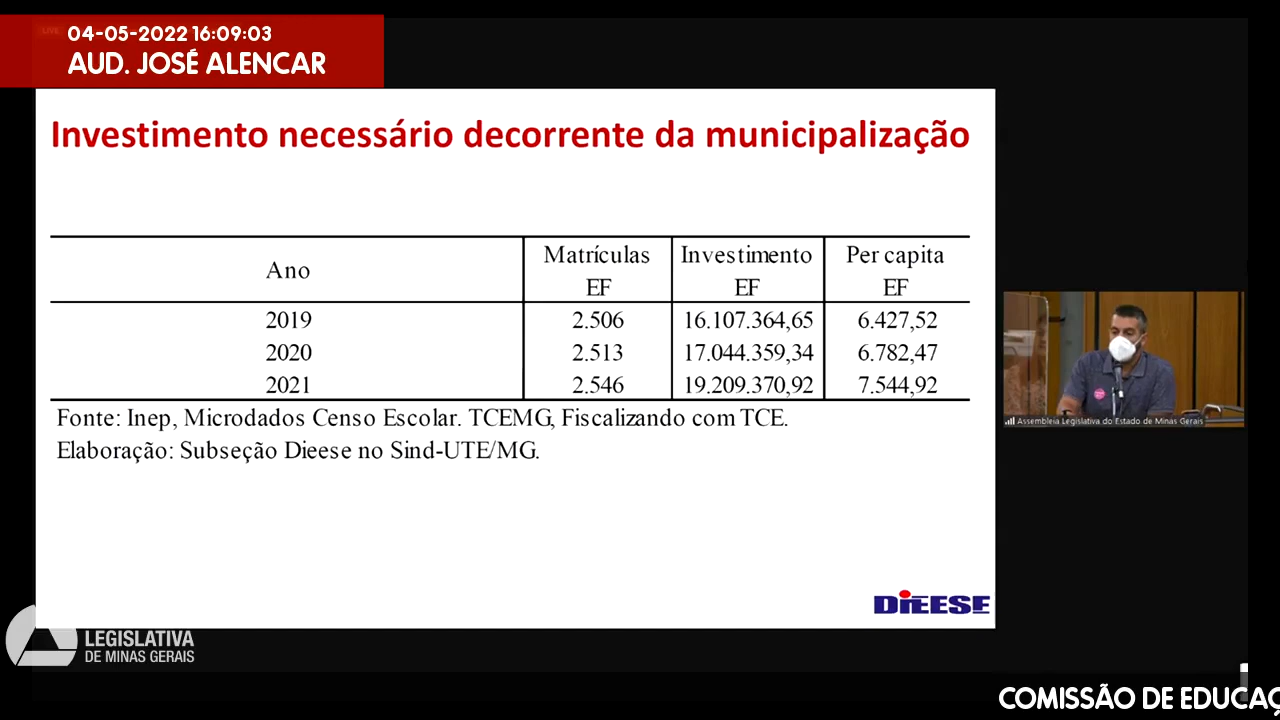 LIVE
04-05-2022 16:09:03
AUD. JOSÉ ALENCAR
Investimento necessário decorrente da municipalização
Ano Matrículas EF Investimento EF Per capita EF
2019 2.506 16.107.364,65 6.427,52
2020 2.513 17.044.359,34 6.782,47
2021 2.546 19.209.370,92 7.544,92
Fonte: Inep, Microdados Censo Escolar. TCEMG, Fiscalizando com TCE.
Elaboração: Subseção Dieese no Sind-UTE/MG.
DIEESE
Assembleia Legislativa do Estado de Minas Gerais
LEGISLATIVA
DE MINAS GERAIS
COMISSÃO DE EDUCAÇ